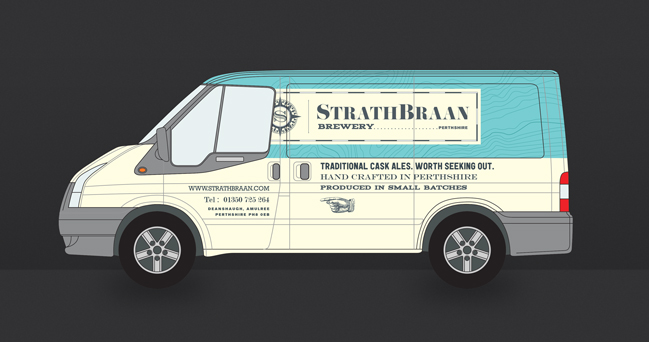 S
STRATHBRAAN
BREWERY PERTHSHIRE
TRADITIONAL CASK ALES. WORTH SEEKING OUT.
HAND CRAFTED IN PERTHSHIRE
PRODUCED IN SMALL BATCHES
WWW.STRATHBRAAN.COM
Tel : 01350 725 264
DEANSHAUGH, AMULREE
PERTHSHIRE PH8 0EB